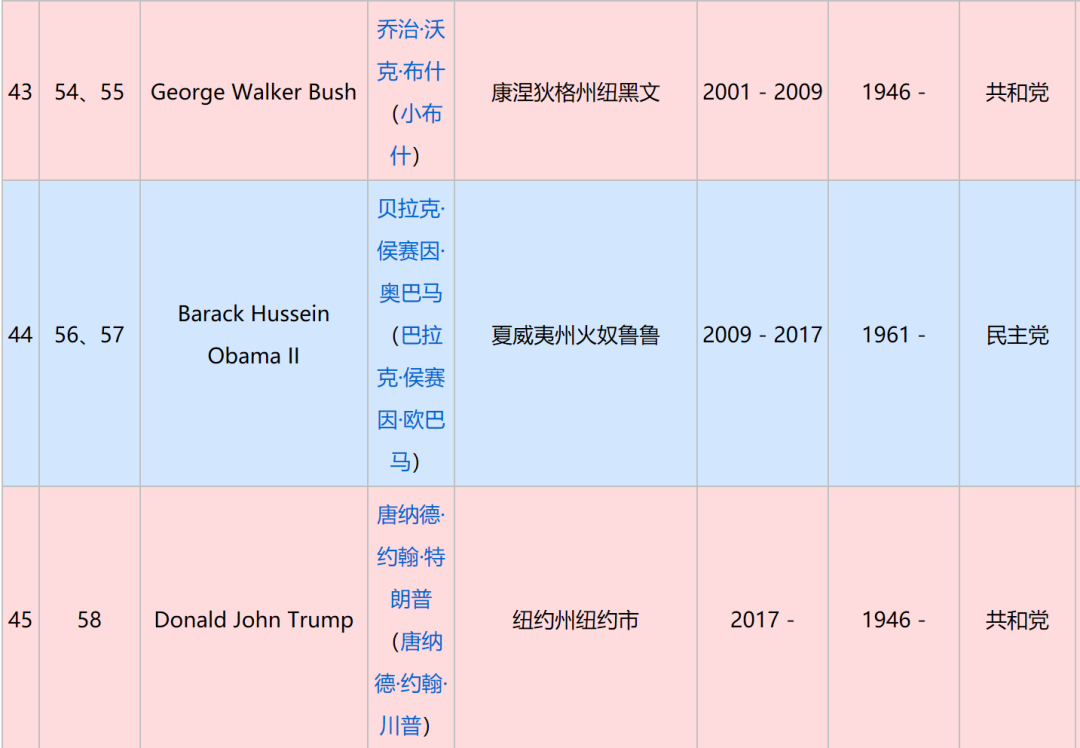 43
54、55
George Walker Bush
乔治·沃
克·布什
(小布
什)
康涅狄格州纽黑文
2001 - 2009
1946 -
共和党
44
56、57
Barack Hussein
Obama II
贝拉克·
侯赛因·
奥巴马
(巴拉
克·侯赛
因·欧巴
马)
夏威夷州火奴鲁鲁
2009 - 2017
1961 -
民主党
45
58
Donald John Trump
唐纳德·
约翰·特
朗普
(唐纳
德·约翰·
川普)
纽约州纽约市
2017 -
1946 -
共和党